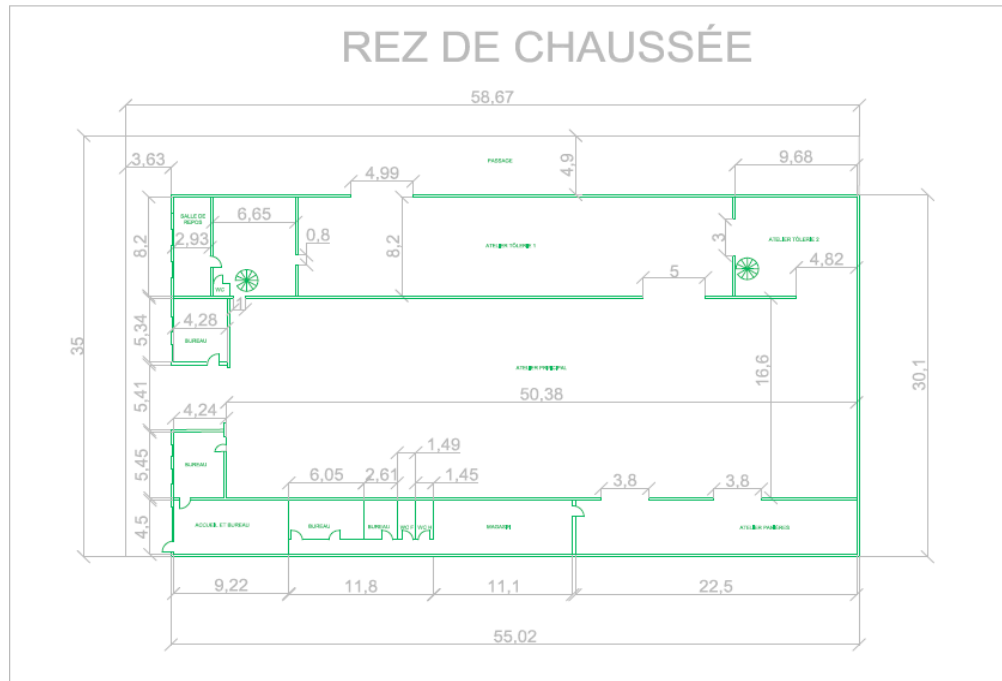 REZ DE CHAUSSÉE
58,67
3,63
4,99
PASSAGE
4,9
9,68
SALLE DE
REPOS
6,65
2,93
8,2
0,8
8,2
ATELIER TÔLERIE 1
3
ATELIER TÔLERIE 2
WC
5
4,82
1
5,34
4,28
BUREAU
35
ATELIER PRINCIPAL
16,6
30,1
5,41
50,38
4,24
1,49
5,45
BUREAU
6,05
2,61
1,45
3,8
3,8
4,5
ACCUEIL ET BUREAU
BUREAU
BUREAU
WC F
WC H
MAGASIN
9,22
11,8
11,1
22,5
55,02